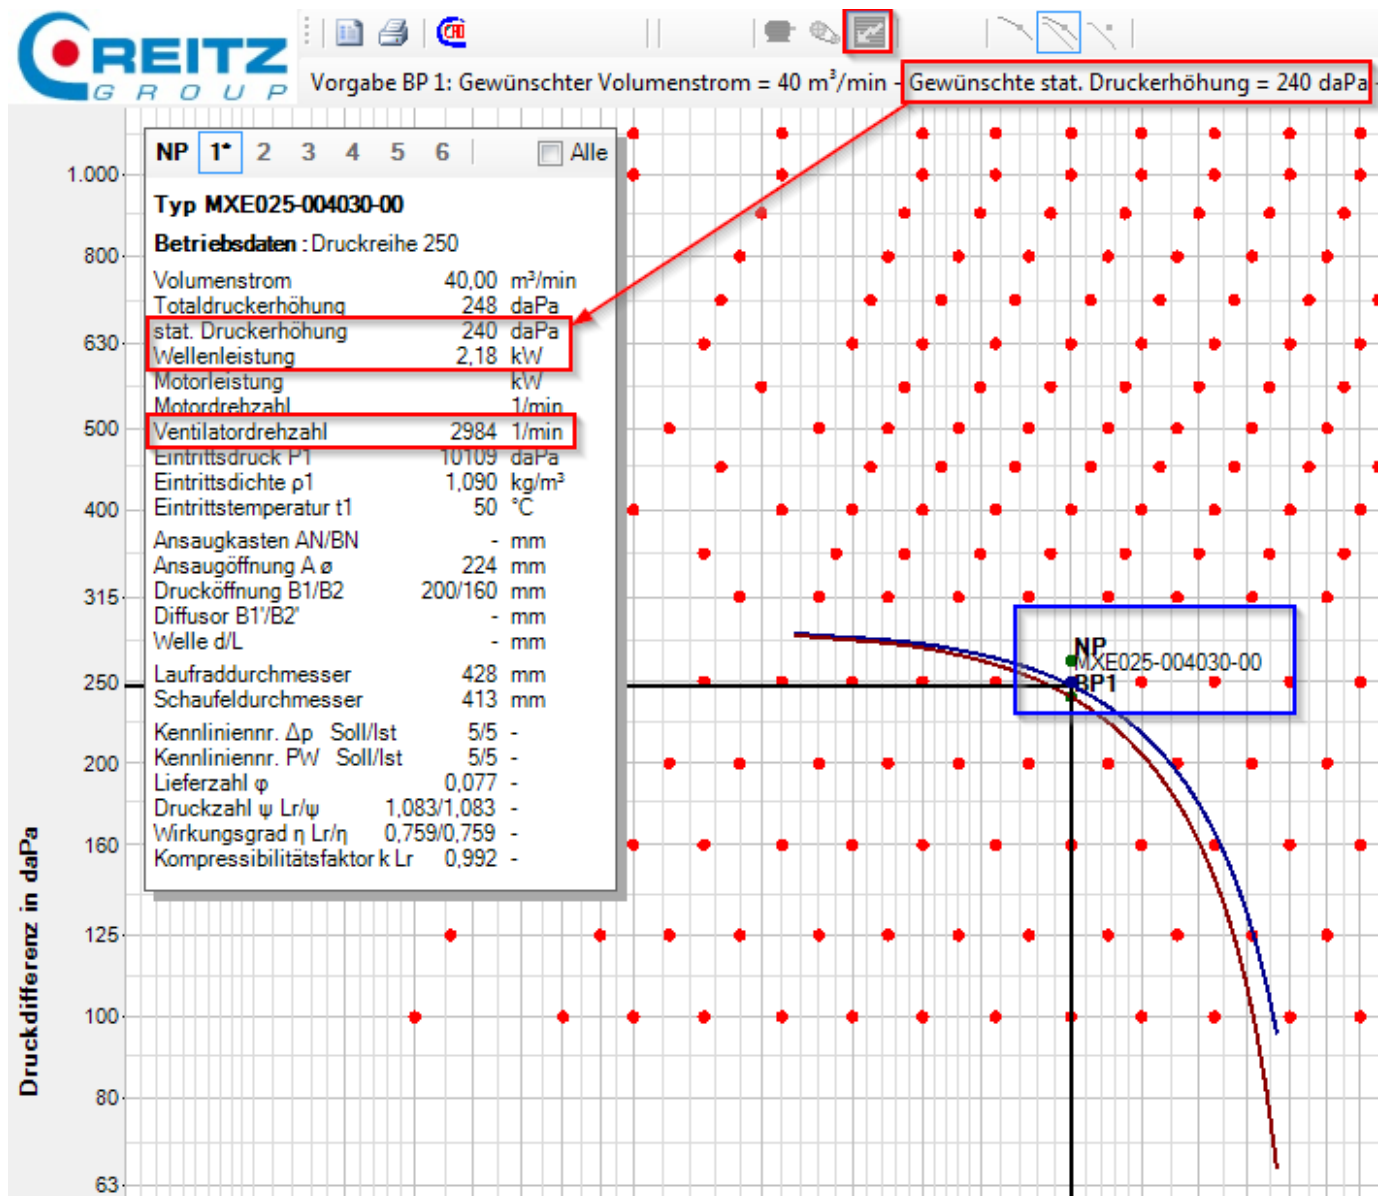 REITZ
GROUP
CAD
Vorgabe BP 1: Gewünschter Volumenstrom = 40 m³/min - Gewünschte stat. Druckerhöhung = 240 daPa -
NP 1* 2 3 4 5 6 Alle
Typ MXE025-004030-00
Betriebsdaten : Druckreihe 250
Volumenstrom 40,00 m³/min
Totaldruckerhöhung 248 daPa
stat. Druckerhöhung 240 daPa
Wellenleistung 2,18 kW
Motorleistung kW
Motordrehzahl 1/min
Ventilatordrehzahl 2984 1/min
Eintrittsdruck P1 10109 daPa
Eintrittsdichte ρ1 1,090 kg/m³
Eintrittstemperatur t1 50 °C
Ansaugkasten AN/BN - mm
Ansaugöffnung A ø 224 mm
Drucköffnung B1/B2 200/160 mm
Diffusor B1'/B2' - mm
Welle d/L - mm
Laufraddurchmesser 428 mm
Schaufeldurchmesser 413 mm
Kennliniennr. Δp Soll/Ist 5/5 -
Kennliniennr. PW Soll/Ist 5/5 -
Lieferzahl φ 0,077 -
Druckzahl ψ Lr/ψ 1,083/1,083 -
Wirkungsgrad η Lr/η 0,759/0,759 -
Kompressibilitätsfaktor k Lr 0,992 -
1.000
800
630
500
400
315
250
200
160
125
100
80
63
Druckdifferenz in daPa
NP
MXE025-004030-00
BP1